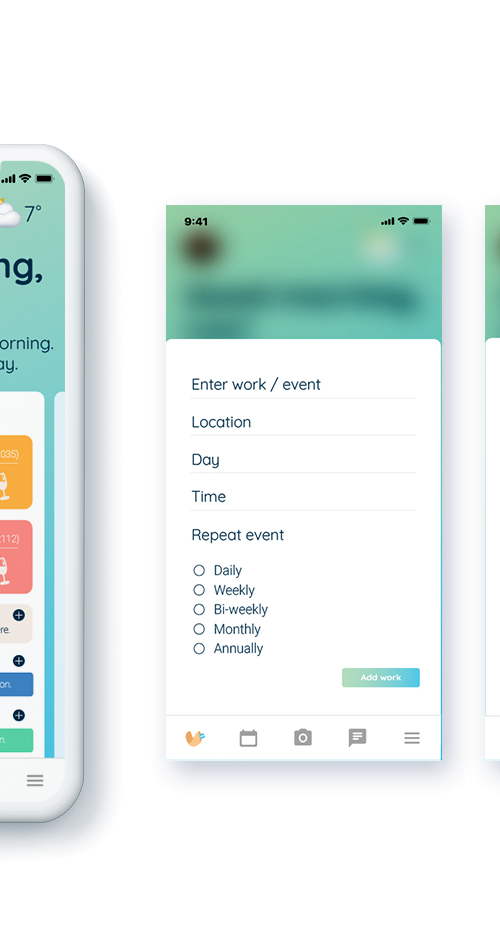 7°
ng,
orning.
ay.
035)
2112)
re.
on.
n.
9:41
Enter work / event
Location
Day
Time
Repeat event
Daily
Weekly
Bi-weekly
Monthly
Annually
Add work